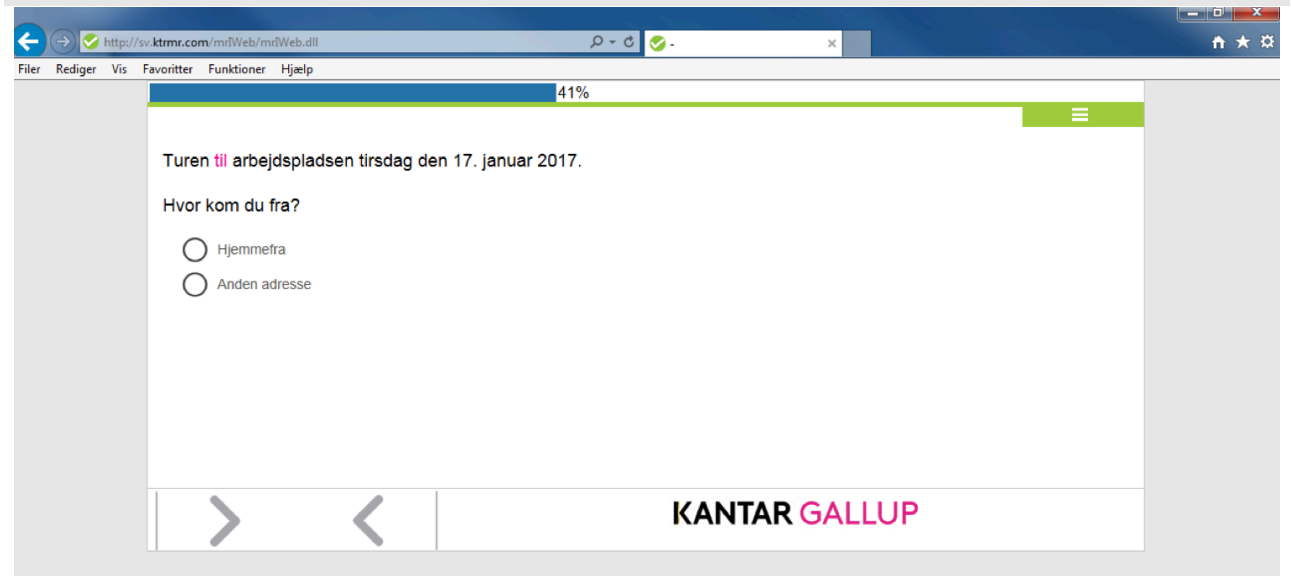 http://sv.ktrmr.com/mrIWeb/mrIWeb.dll
-
Filer Rediger Vis Favoritter Funktioner Hjælp
41%
Turen til arbejdspladsen tirsdag den 17. januar 2017.
Hvor kom du fra?
Hjemmefra
Anden adresse
KANTAR GALLUP